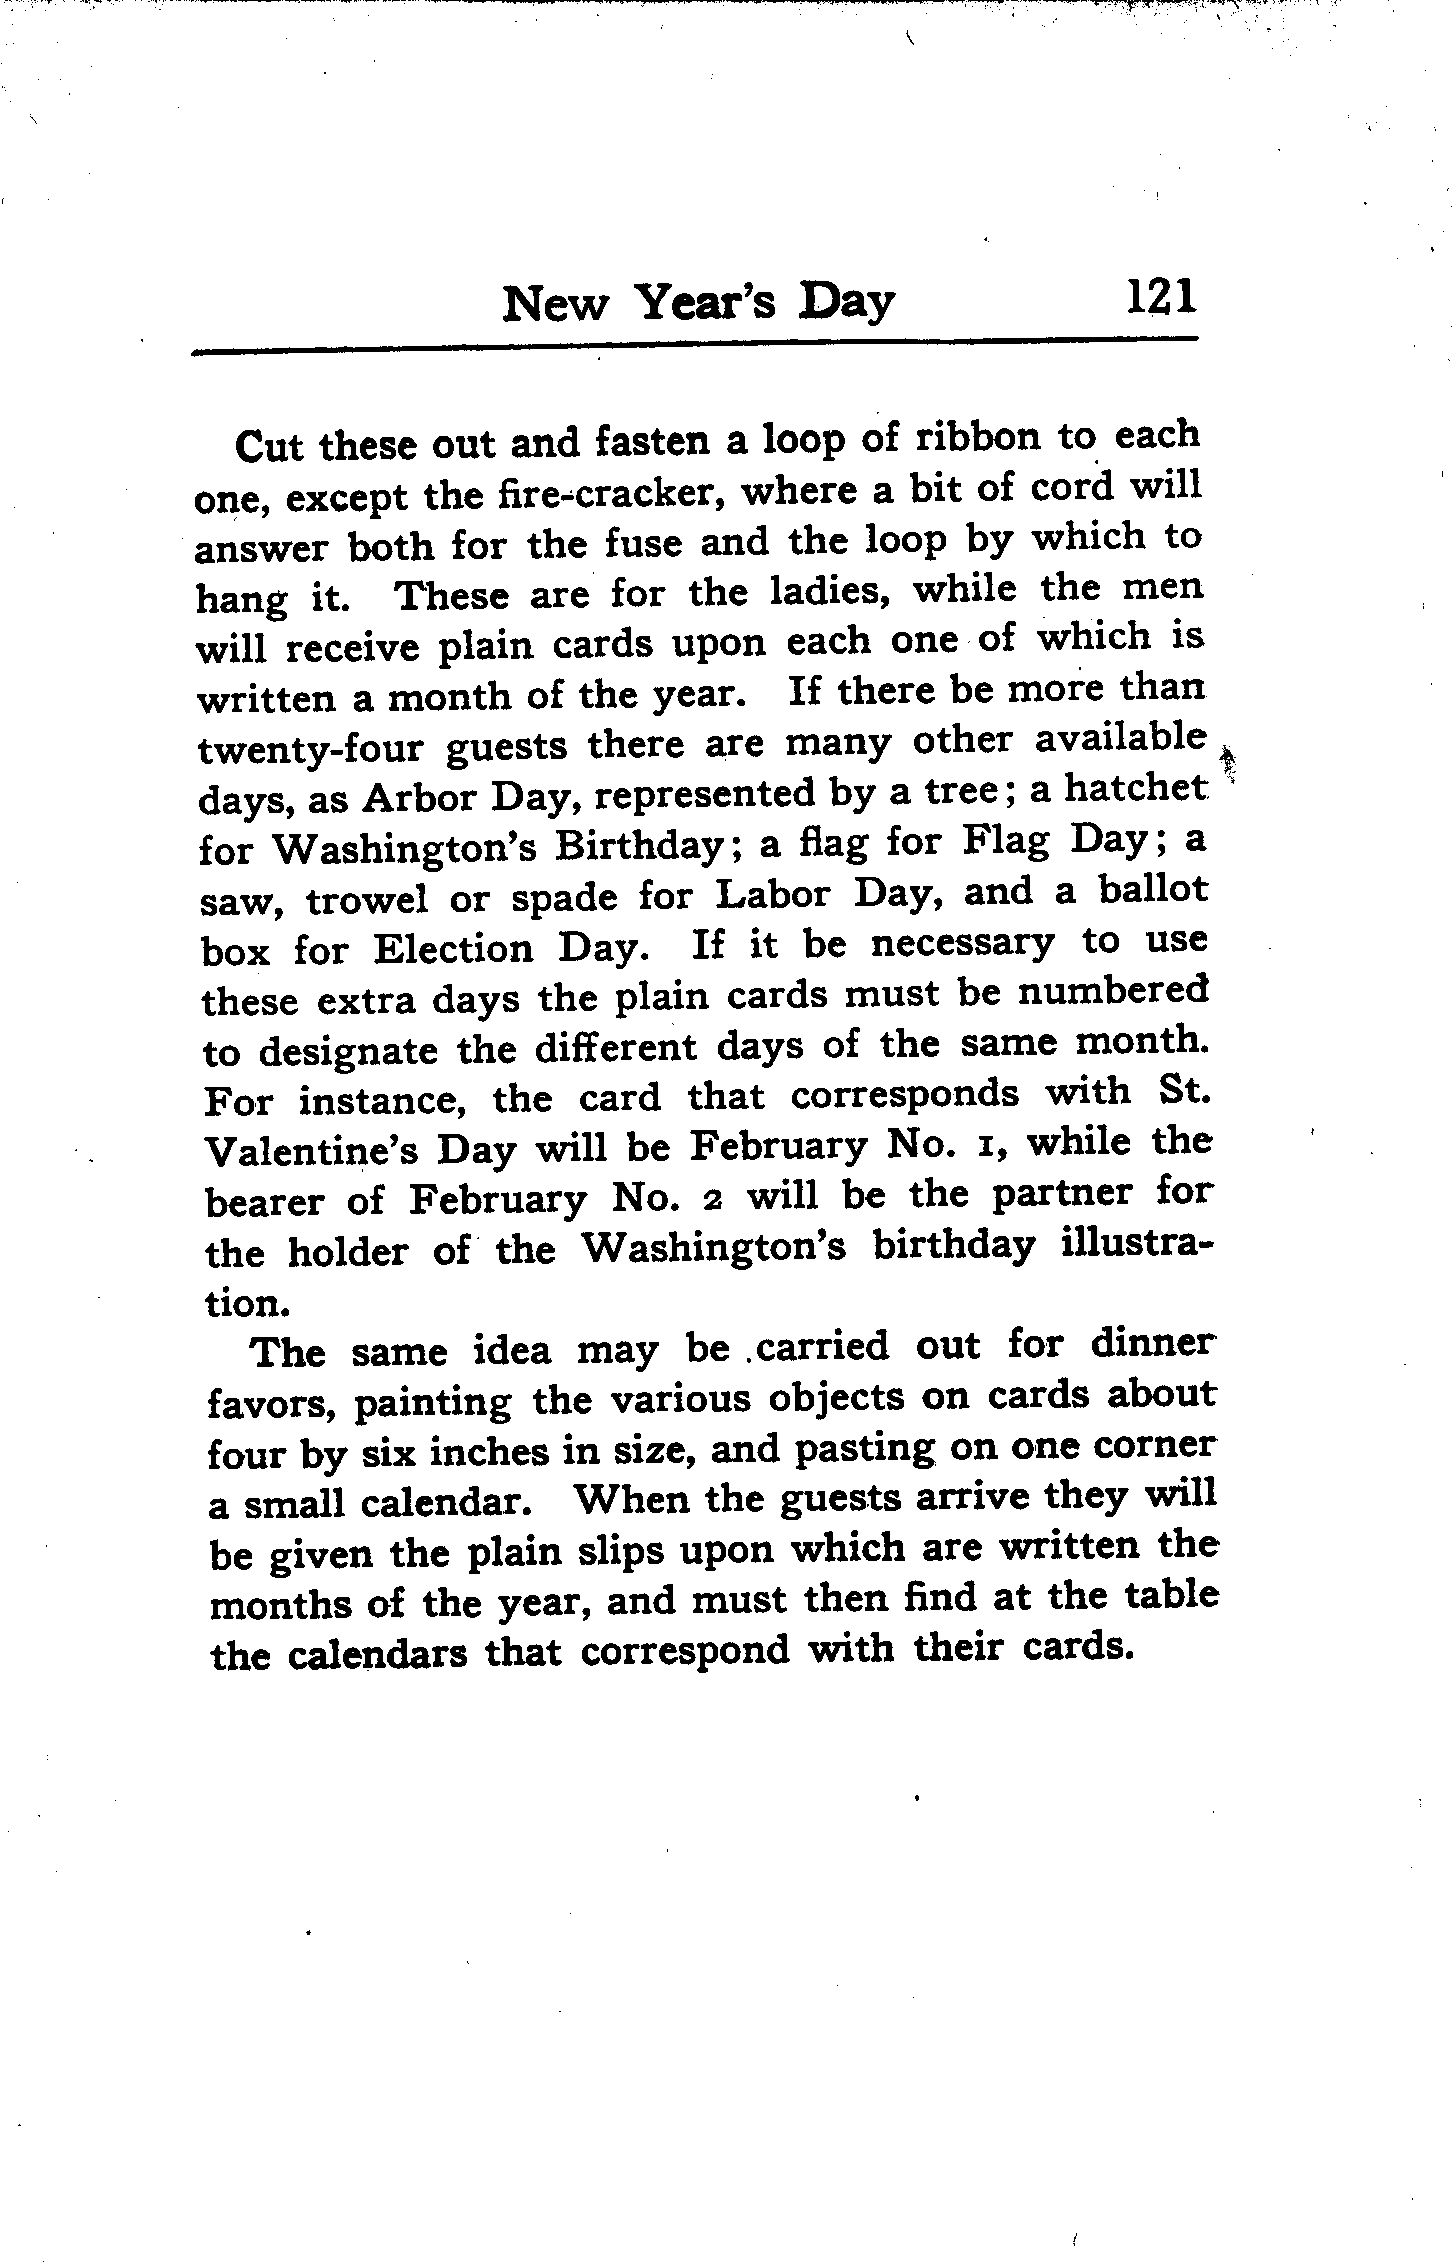 New Year's Day 121
Cut these out and fasten a loop of ribbon to each
one, except the fire-cracker, where a bit of cord will
answer both for the fuse and the loop by which to
hang it. These are for the ladies, while the men
will receive plain cards upon each one of which is
written a month of the year. If there be more than
twenty-four guests there are many other available
days, as Arbor Day, represented by a tree; a hatchet
for Washington's Birthday; a flag for Flag Day; a
saw, trowel or spade for Labor Day, and a ballot
box for Election Day. If it be necessary to use
these extra days the plain cards must be numbered
to designate the different days of the same month.
For instance, the card that corresponds with St.
Valentine's Day will be February No. 1, while the
bearer of February No. 2 will be the partner for
the holder of the Washington's birthday illustra-
tion.
The same idea may be carried out for dinner
favors, painting the various objects on cards about
four by six inches in size, and pasting on one corner
a small calendar. When the guests arrive they will
be given the plain slips upon which are written the
months of the year, and must then find at the table
the calendars that correspond with their cards.